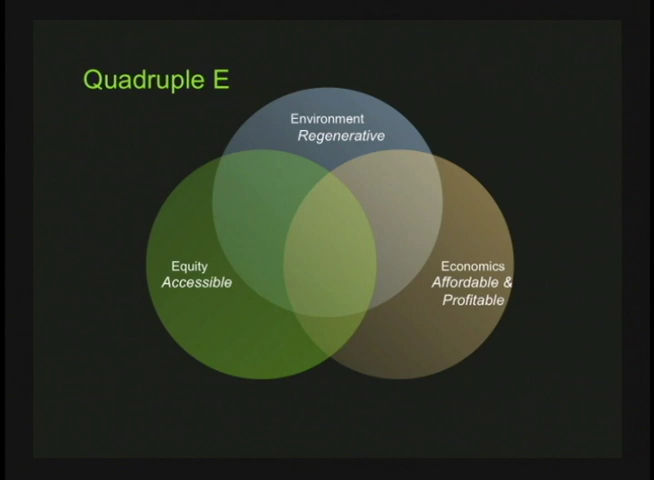 Quadruple E
Environment
Regenerative
Equity
Accessible
Economics
Affordable &
Profitable